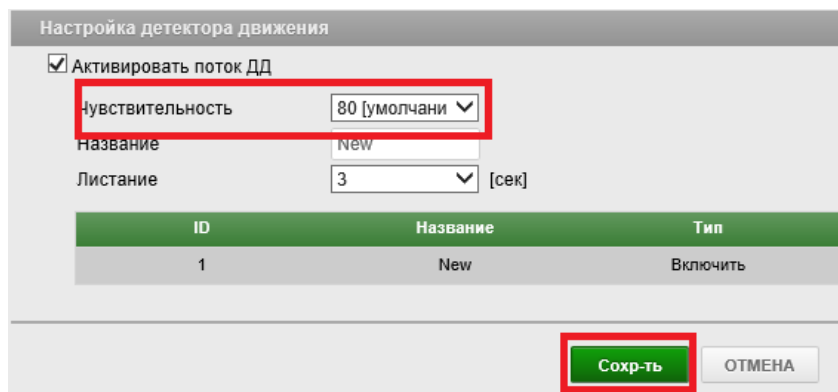 Настройка детектора движения
Активировать поток ДД
Чувствительность 80 [умолчани
Название New
Листание 3 [сек]
ID Название Тип
1 New Включить
Сохр-ть ОТМЕНА